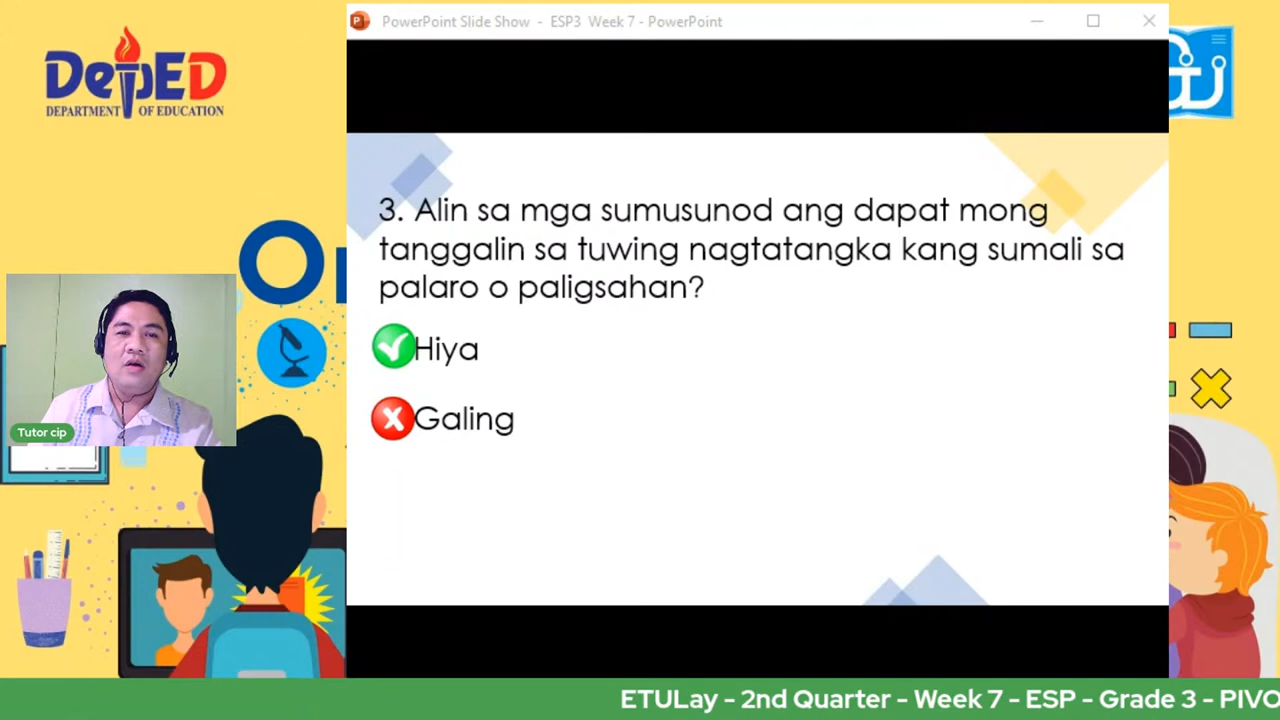 DepED
DEPARTMENT OF EDUCATION
PowerPoint Slide Show - ESP3 Week 7 - PowerPoint
3. Alin sa mga sumusunod ang dapat mong
tanggalin sa tuwing nagtatangka kang sumali sa
palaro o paligsahan?
Hiya
Galing
Tutor cip
ETULay - 2nd Quarter - Week 7 - ESP - Grade 3 - PIVO